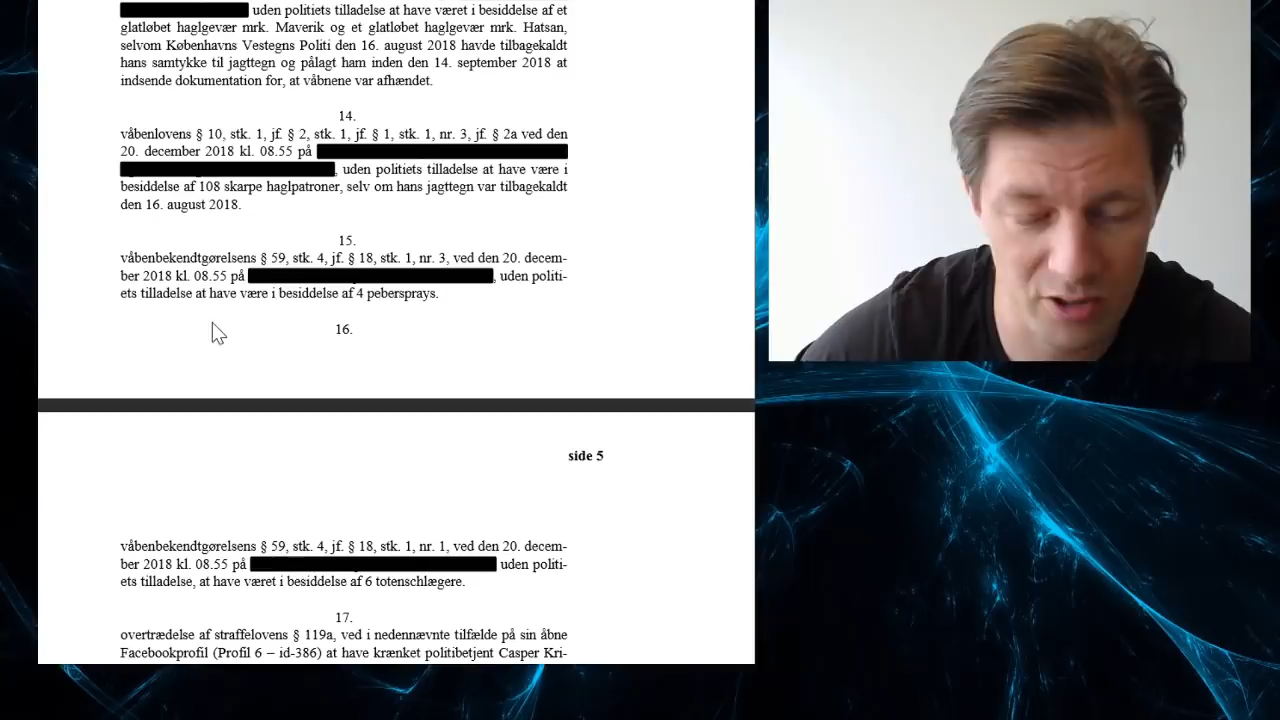 uden politiets tilladelse at have været i besiddelse af et
glatløbet haglgevær mrk. Maverik og et glatløbet haglgevær mrk. Hatsan,
selvom Københavns Vestegns Politi den 16. august 2018 havde tilbagekaldt
hans samtykke til jagttegn og pålagt ham inden den 14. september 2018 at
indsende dokumentation for, at våbnene var afhændet.
14.
våbenlovens § 10, stk. 1, jf. § 2, stk. 1, jf. § 1, stk. 1, nr. 3, jf. § 2a ved den
20. december 2018 kl. 08.55 på
, uden politiets tilladelse at have være i
besiddelse af 108 skarpe haglpatroner, selv om hans jagttegn var tilbagekaldt
den 16. august 2018.
15.
våbenbekendtgørelsens § 59, stk. 4, jf. § 18, stk. 1, nr. 3, ved den 20. decem-
ber 2018 kl. 08.55 på , uden politi-
ets tilladelse at have være i besiddelse af 4 pebersprays.
16.
side 5
våbenbekendtgørelsens § 59, stk. 4, jf. § 18, stk. 1, nr. 1, ved den 20. decem-
ber 2018 kl. 08.55 på uden politi-
ets tilladelse, at have været i besiddelse af 6 totenschlægere.
17.
overtrædelse af straffelovens § 119a, ved i nedennævnte tilfælde på sin åbne
Facebookprofil (Profil 6 – id-386) at have krænket politibetjent Casper Kri-